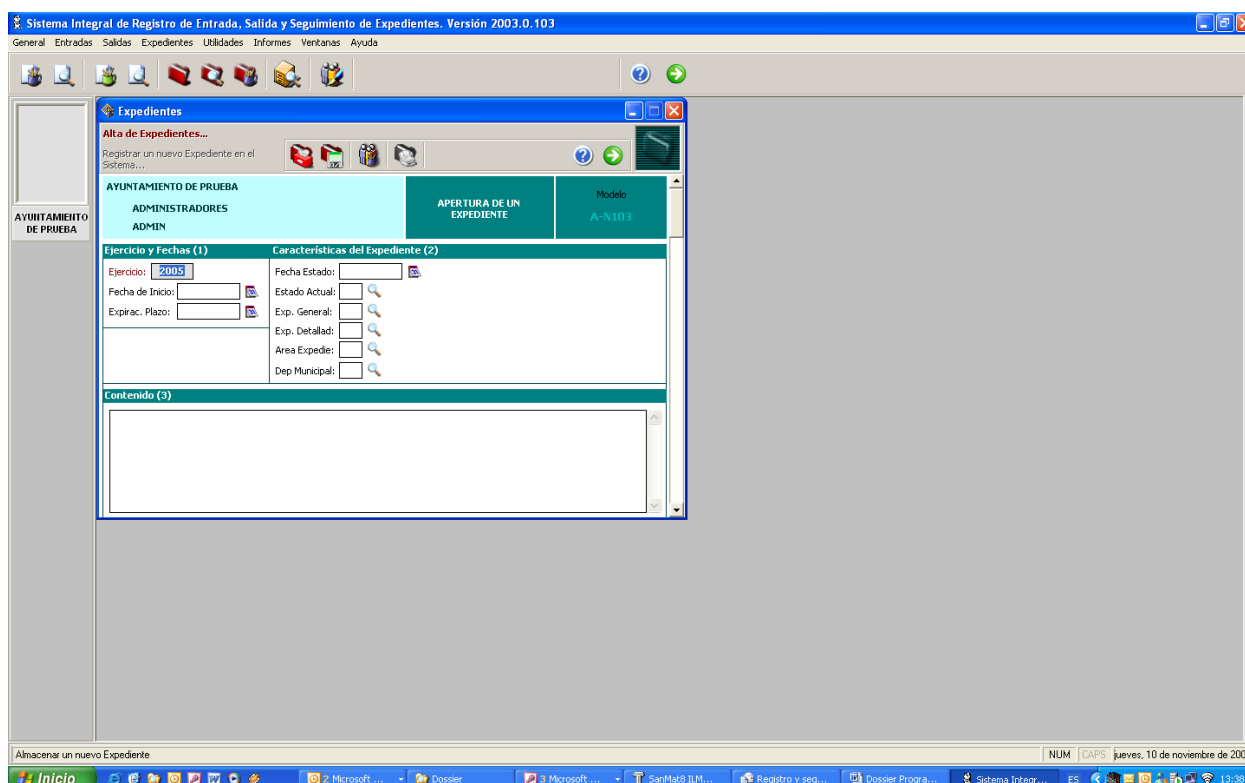 Sistema Integral de Registro de Entrada, Salida y Seguimiento de Expedientes. Versión 2003.0.103
General Entradas Salidas Expedientes Utilidades Informes Ventanas Ayuda
Expedientes
Alta de Expedientes...
Registrar un nuevo Expediente en el
Sistema...
AYUNTAMIENTO DE PRUEBA
ADMINISTRADORES
ADMIN
APERTURA DE UN
EXPEDIENTE
Modelo
A-N103
AYUNTAMIENTO
DE PRUEBA
Ejercicio y Fechas (1)
Características del Expediente (2)
Ejercicio: 2005
Fecha de Inicio:
Expirac. Plazo:
Fecha Estado:
Estado Actual:
Exp. General:
Exp. Detallad:
Area Expedie:
Dep Municipal:
Contenido (3)
Almacenar un nuevo Expediente
NUM CAPS jueves, 10 de noviembre de 200
Inicio 2 Microsoft ... Dossier 3 Microsoft ... SanMat8 ILM... Registro y seg... Dossier Progra... Sistema Integr... ES 13:38